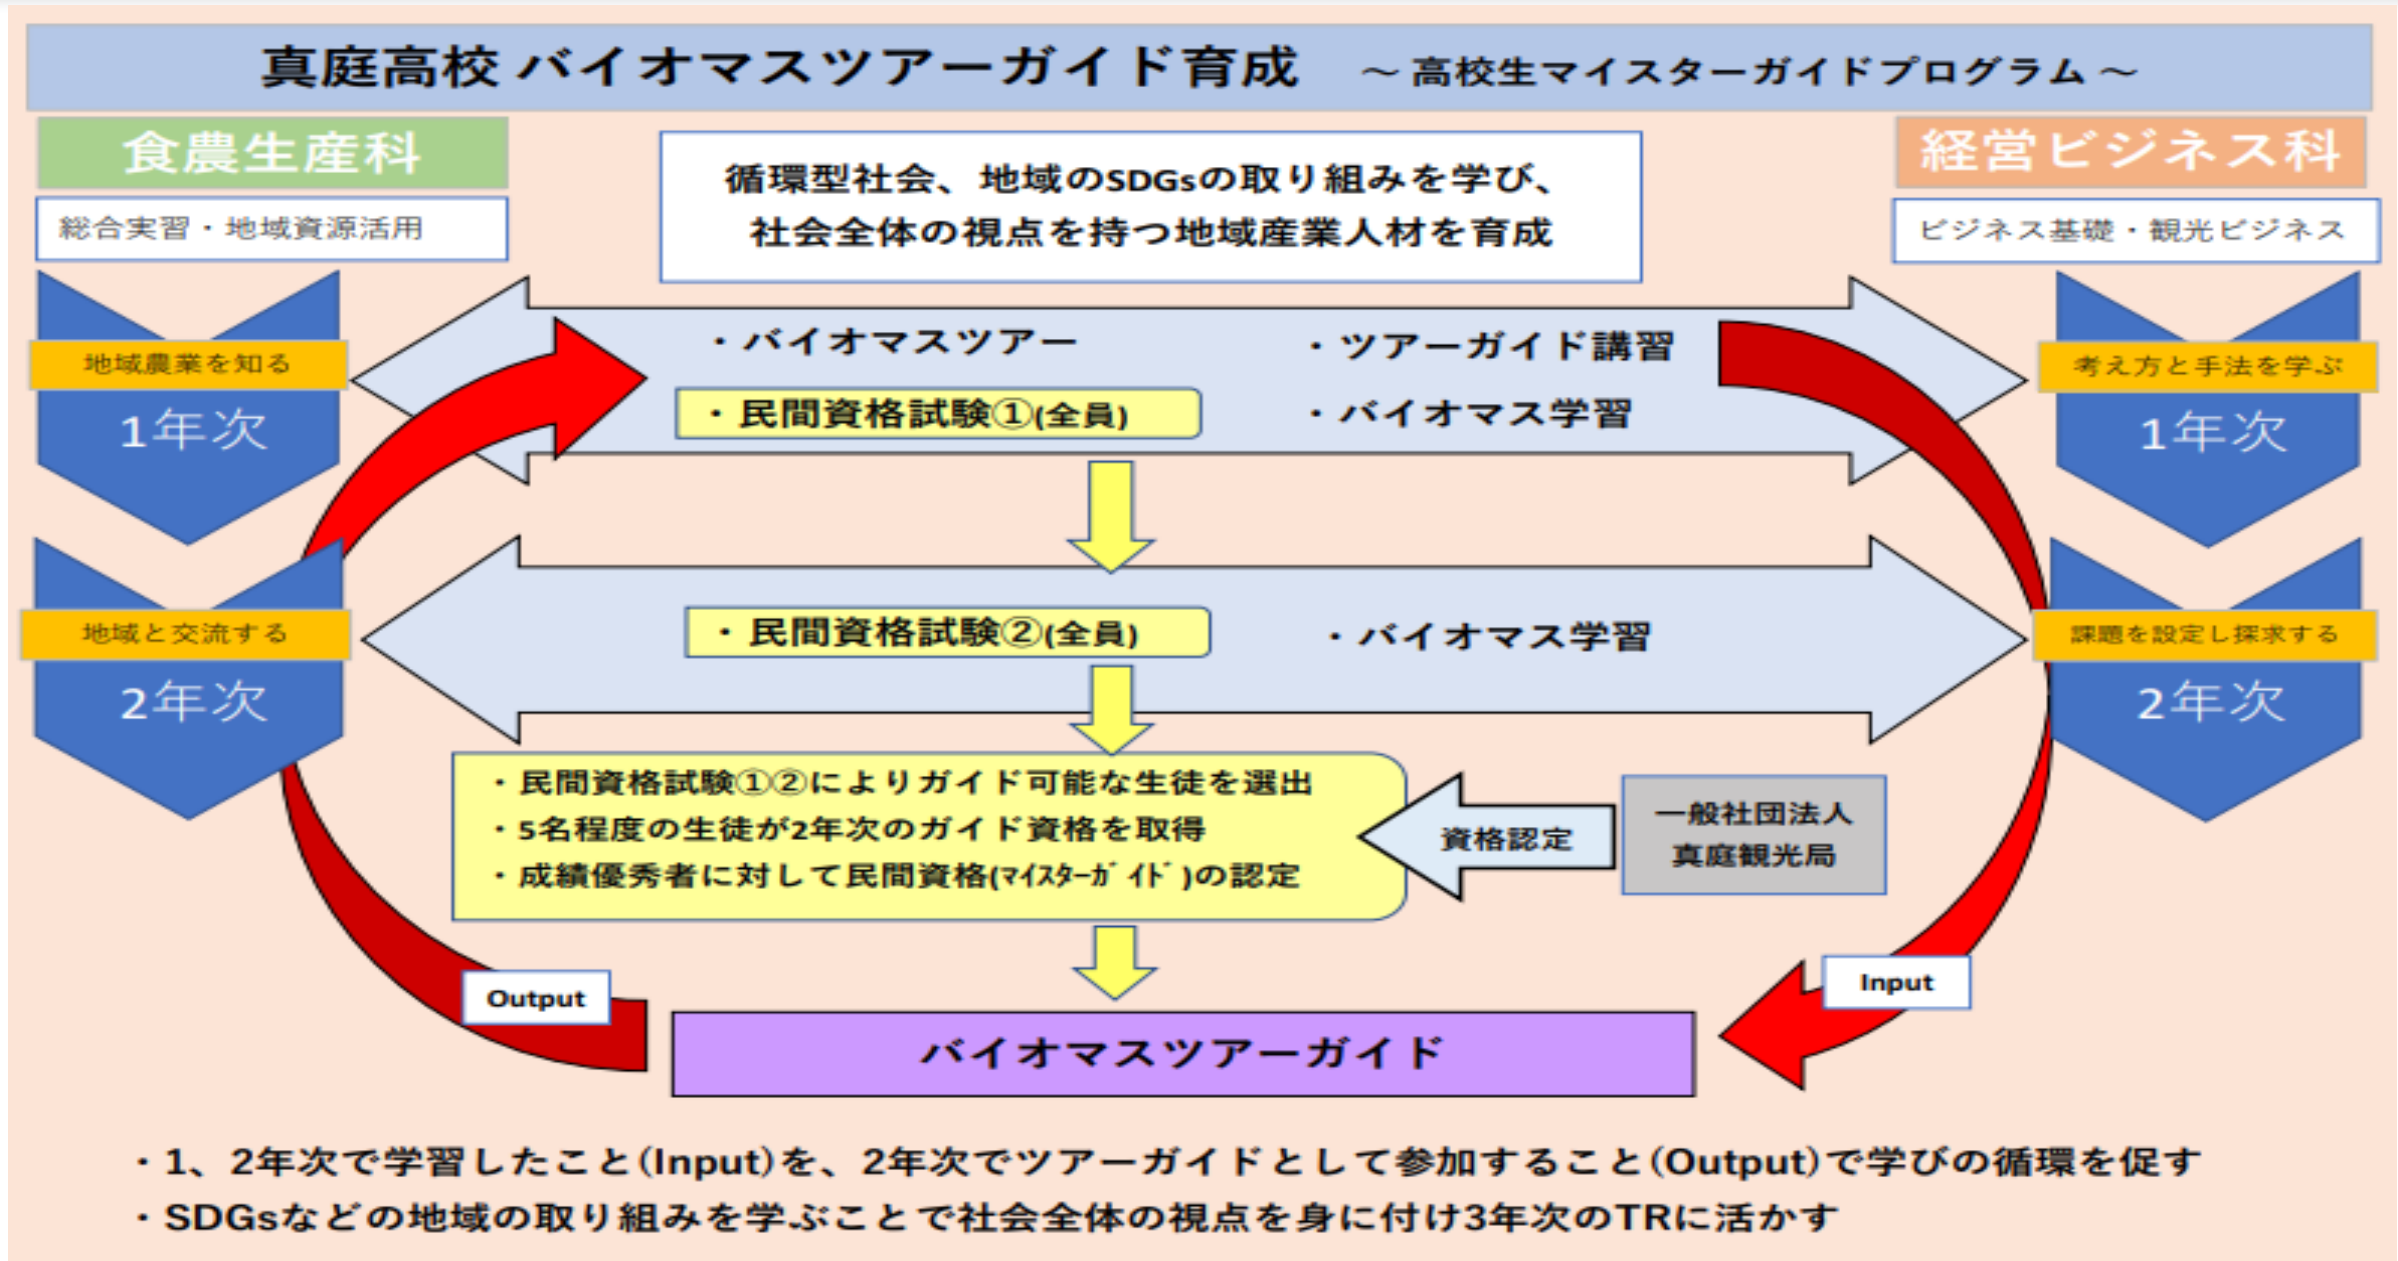 真庭高校 バイオマスツアーガイド育成 ～ 高校生マイスターガイドプログラム ～
食農生産科
総合実習・地域資源活用
循環型社会、地域のSDGsの取り組みを学び、
社会全体の視点を持つ地域産業人材を育成
経営ビジネス科
ビジネス基礎・観光ビジネス
地域農業を知る
1年次
・バイオマスツアー
・ツアーガイド講習
・民間資格試験①(全員)
・バイオマス学習
考え方と手法を学ぶ
1年次
地域と交流する
2年次
・民間資格試験②(全員)
・バイオマス学習
課題を設定し探求する
2年次
・民間資格試験①②によりガイド可能な生徒を選出
・5名程度の生徒が2年次のガイド資格を取得
・成績優秀者に対して民間資格(ﾏｲｽﾀｰｶﾞｲﾄﾞ)の認定
資格認定
一般社団法人
真庭観光局
Output
Input
バイオマスツアーガイド
・1、2年次で学習したこと(Input)を、2年次でツアーガイドとして参加すること(Output)で学びの循環を促す
・SDGsなどの地域の取り組みを学ぶことで社会全体の視点を身に付け3年次のTRに活かす